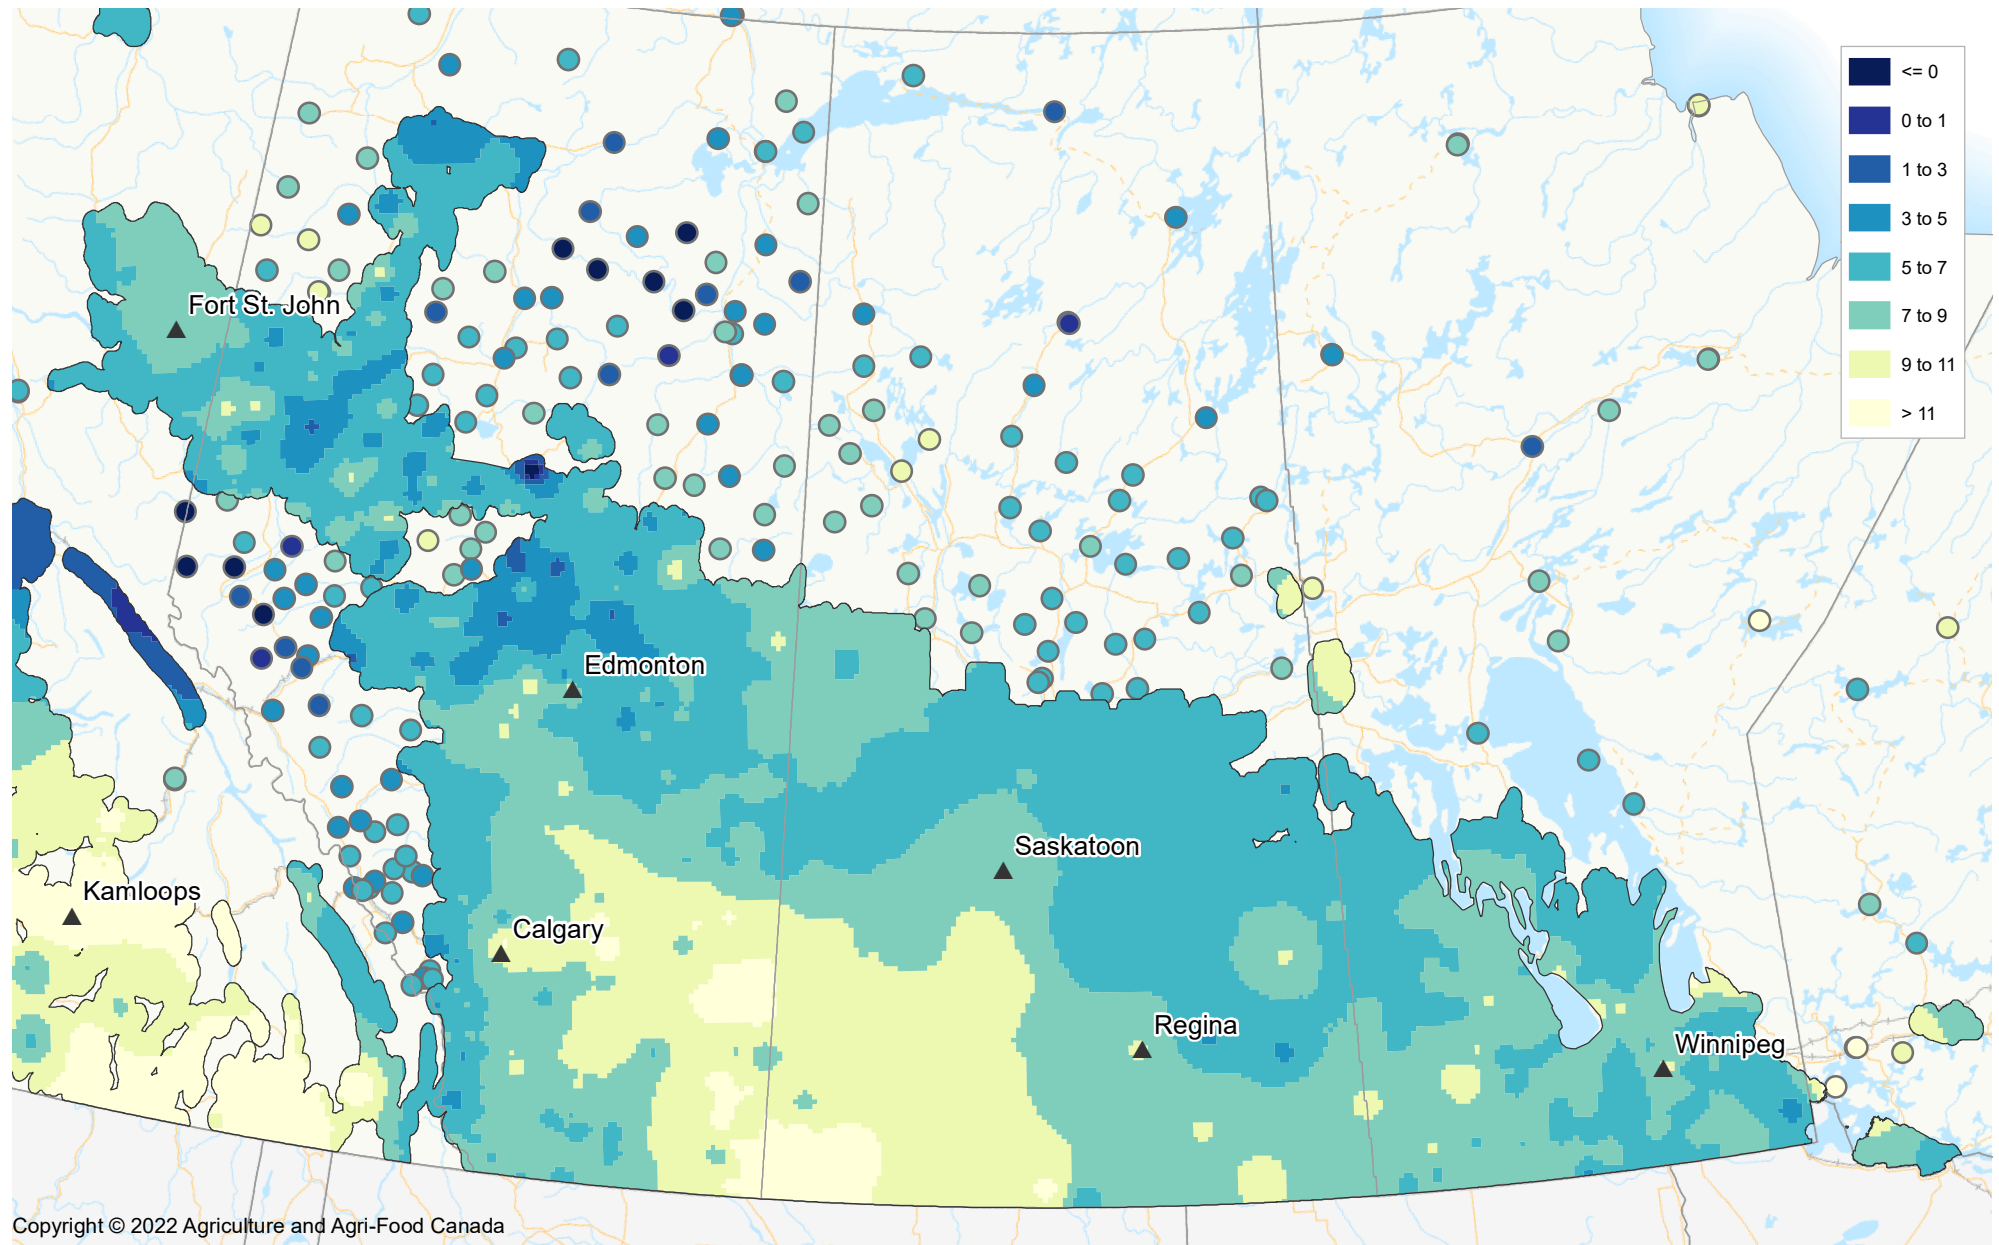 <= 0
0 to 1
1 to 3
3 to 5
5 to 7
7 to 9
9 to 11
> 11
Fort St. John
Edmonton
Saskatoon
Kamloops
Calgary
Regina
Winnipeg
Copyright © 2022 Agriculture and Agri-Food Canada